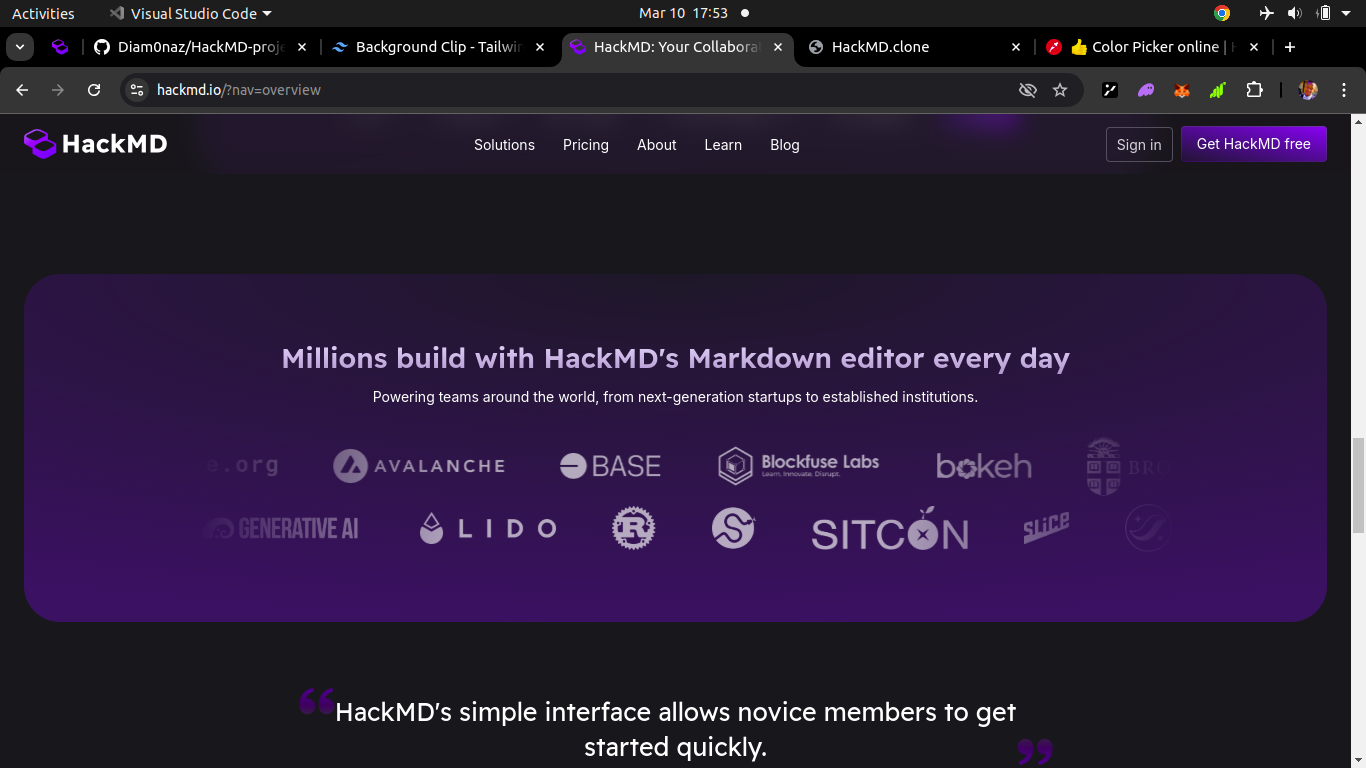 Activities Visual Studio Code Mar 10 17:53
Diam0naz/HackMD-proje Background Clip - Tailwin HackMD: Your Collabora HackMD.clone 👍 Color Picker online |
hackmd.io/?nav=overview
HackMD Solutions Pricing About Learn Blog Sign in Get HackMD free
Millions build with HackMD's Markdown editor every day
Powering teams around the world, from next-generation startups to established institutions.
e.org AVALANCHE BASE Blockfuse Labs bokeh BRO
Learn, Innovate, Disrupt.
GENERATIVE AI LIDO R SITCON SLICE
“HackMD's simple interface allows novice members to get
started quickly.”